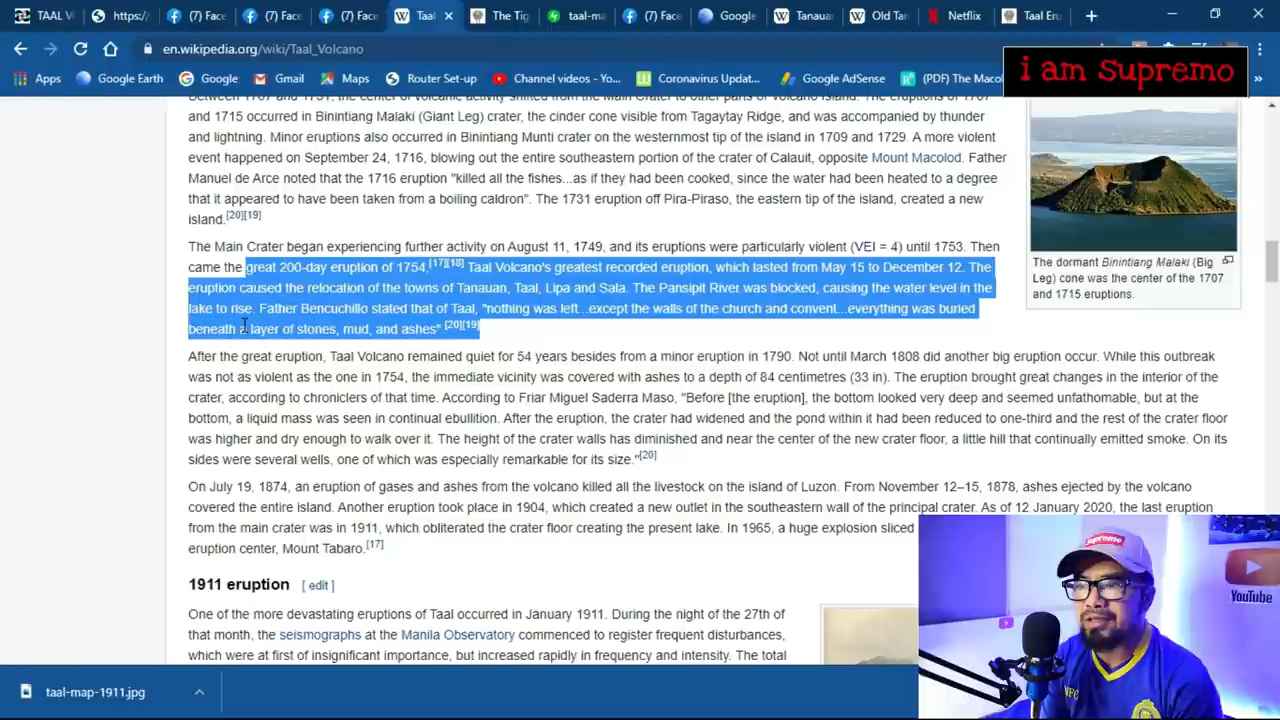 TAAL V
https:/
(7) Face
(7) Face
(7) Face
Taal
The Tig
taal-ma
(7) Face
Google
Tanaua
Old Tar
Netflix
Taal Eru
en.wikipedia.org/wiki/Taal_Volcano
Apps
Google Earth
Google
Gmail
Maps
Router Set-up
Channel videos - Yo...
Coronavirus Updat...
Google AdSense
(PDF) The Macol
i am supremo
Between 1707 and 1731, the center of volcanic activity shifted from the Main Crater to other parts of Volcano Island. The eruptions of 1707
and 1715 occurred in Binintiang Malaki (Giant Leg) crater, the cinder cone visible from Tagaytay Ridge, and was accompanied by thunder
and lightning. Minor eruptions also occurred in Binintiang Munti crater on the westernmost tip of the island in 1709 and 1729. A more violent
event happened on September 24, 1716, blowing out the entire southeastern portion of the crater of Calauit, opposite Mount Macolod. Father
Manuel de Arce noted that the 1716 eruption "killed all the fishes...as if they had been cooked, since the water had been heated to a degree
that it appeared to have been taken from a boiling caldron". The 1731 eruption off Pira-Piraso, the eastern tip of the island, created a new
island.[20][19]
The Main Crater began experiencing further activity on August 11, 1749, and its eruptions were particularly violent (VEI = 4) until 1753. Then
came the great 200-day eruption of 1754,[17][18] Taal Volcano's greatest recorded eruption, which lasted from May 15 to December 12. The
eruption caused the relocation of the towns of Tanauan, Taal, Lipa and Sala. The Pansipit River was blocked, causing the water level in the
lake to rise. Father Bencuchillo stated that of Taal, "nothing was left...except the walls of the church and convent...everything was buried
beneath a layer of stones, mud, and ashes" [20][19]
The dormant Binintiang Malaki (Big
Leg) cone was the center of the 1707
and 1715 eruptions.
After the great eruption, Taal Volcano remained quiet for 54 years besides from a minor eruption in 1790. Not until March 1808 did another big eruption occur. While this outbreak
was not as violent as the one in 1754, the immediate vicinity was covered with ashes to a depth of 84 centimetres (33 in). The eruption brought great changes in the interior of the
crater, according to chroniclers of that time. According to Friar Miguel Saderra Maso, "Before [the eruption], the bottom looked very deep and seemed unfathomable, but at the
bottom, a liquid mass was seen in continual ebullition. After the eruption, the crater had widened and the pond within it had been reduced to one-third and the rest of the crater floor
was higher and dry enough to walk over it. The height of the crater walls has diminished and near the center of the new crater floor, a little hill that continually emitted smoke. On its
sides were several wells, one of which was especially remarkable for its size."[20]
On July 19, 1874, an eruption of gases and ashes from the volcano killed all the livestock on the island of Luzon. From November 12–15, 1878, ashes ejected by the volcano
covered the entire island. Another eruption took place in 1904, which created a new outlet in the southeastern wall of the principal crater. As of 12 January 2020, the last eruption
from the main crater was in 1911, which obliterated the crater floor creating the present lake. In 1965, a huge explosion sliced
eruption center, Mount Tabaro.[17]
1911 eruption [ edit ]
One of the more devastating eruptions of Taal occurred in January 1911. During the night of the 27th of
that month, the seismographs at the Manila Observatory commenced to register frequent disturbances,
which were at first of insignificant importance, but increased rapidly in frequency and intensity. The total
Supremo
YouTube
taal-map-1911.jpg